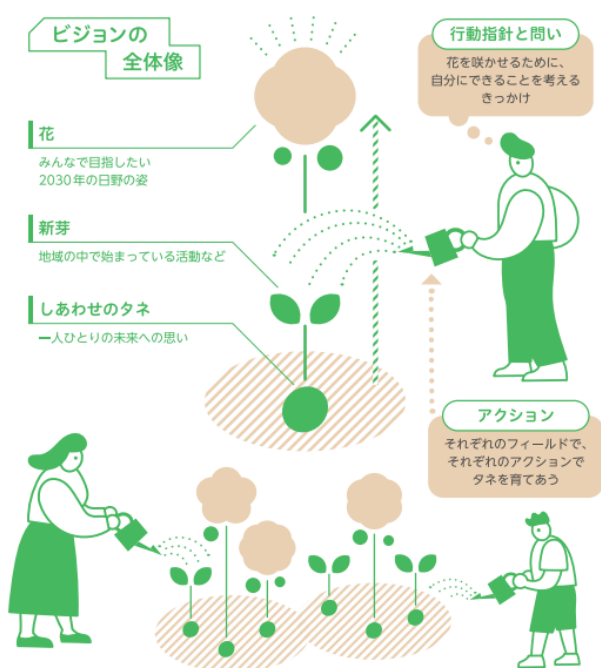 ビジョンの
全体像
行動指針と問い
花を咲かせるために、
自分にできることを考える
きっかけ
花
みんなで目指したい
2030年の日野の姿
新芽
地域の中で始まっている活動など
しあわせのタネ
一人ひとりの未来への思い
アクション
それぞれのフィールドで、
それぞれのアクションで
タネを育てあう